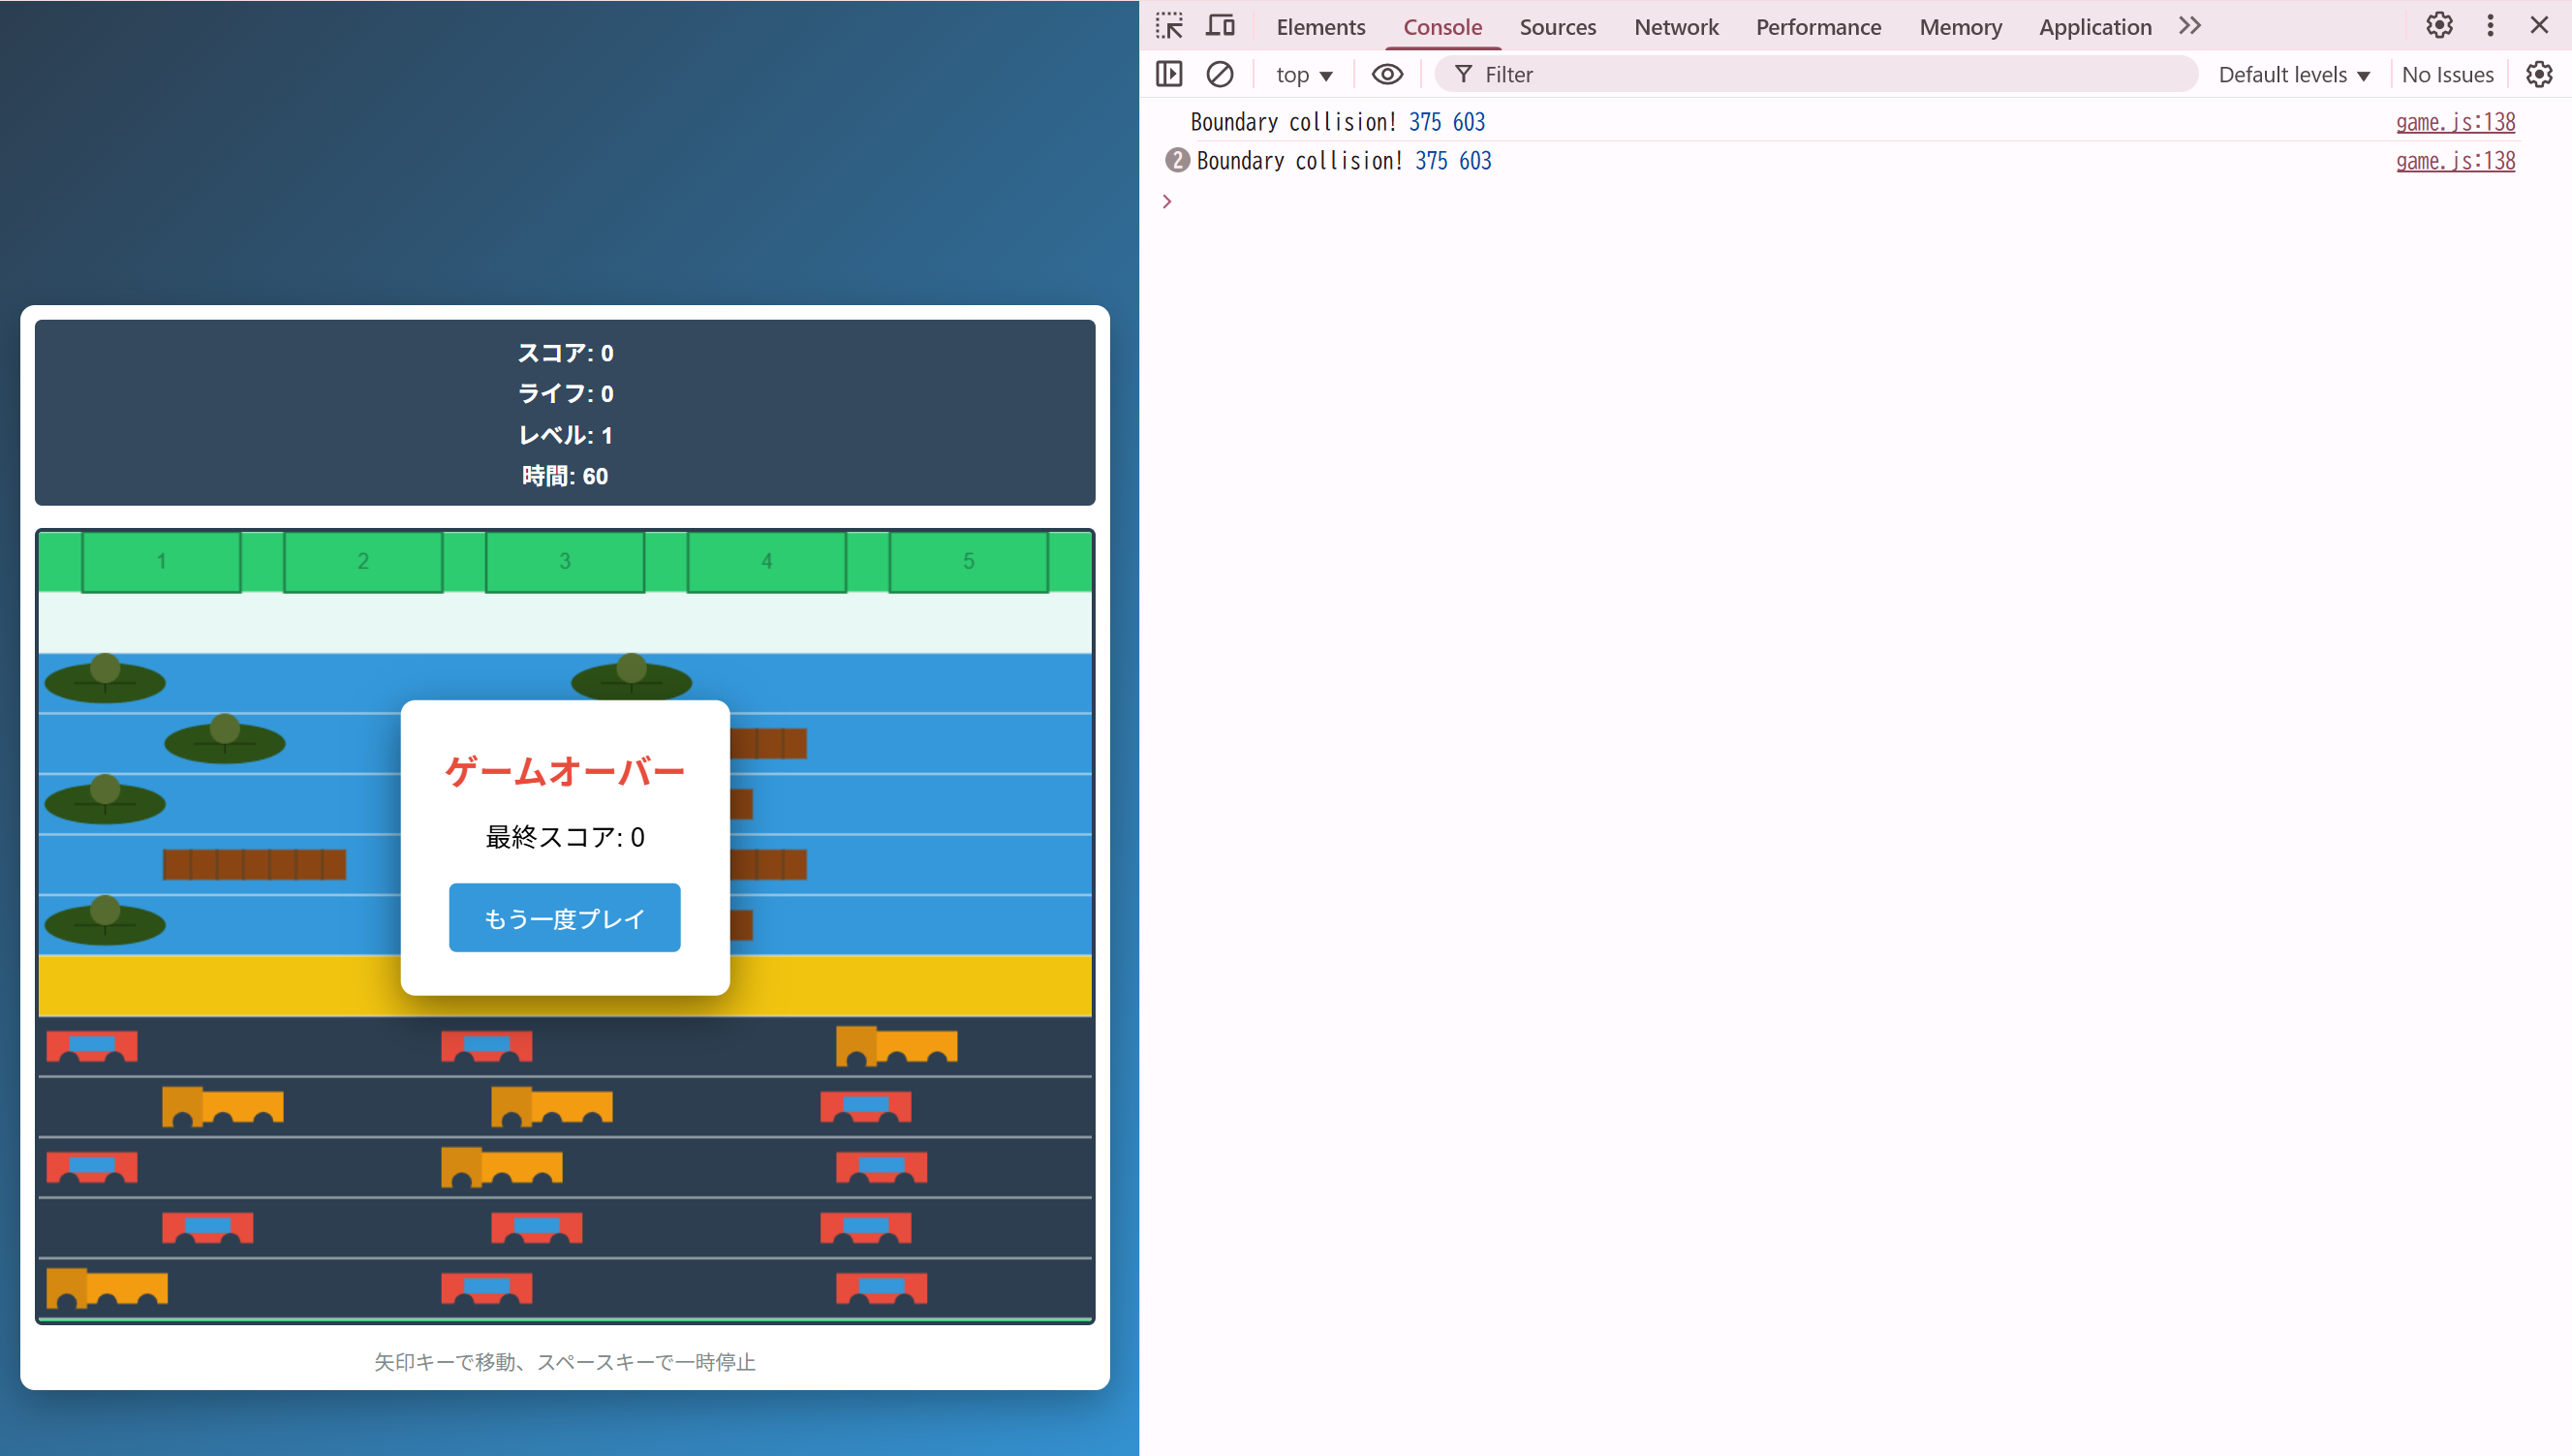 スコア: 0
ライフ: 0
レベル: 1
時間: 60
1 2 3 4 5
ゲームオーバー
最終スコア: 0
もう一度プレイ
矢印キーで移動、スペースキーで一時停止
Elements Console Sources Network Performance Memory Application
top Filter Default levels No Issues
Boundary collision! 375 603 game.js:138
2 Boundary collision! 375 603 game.js:138